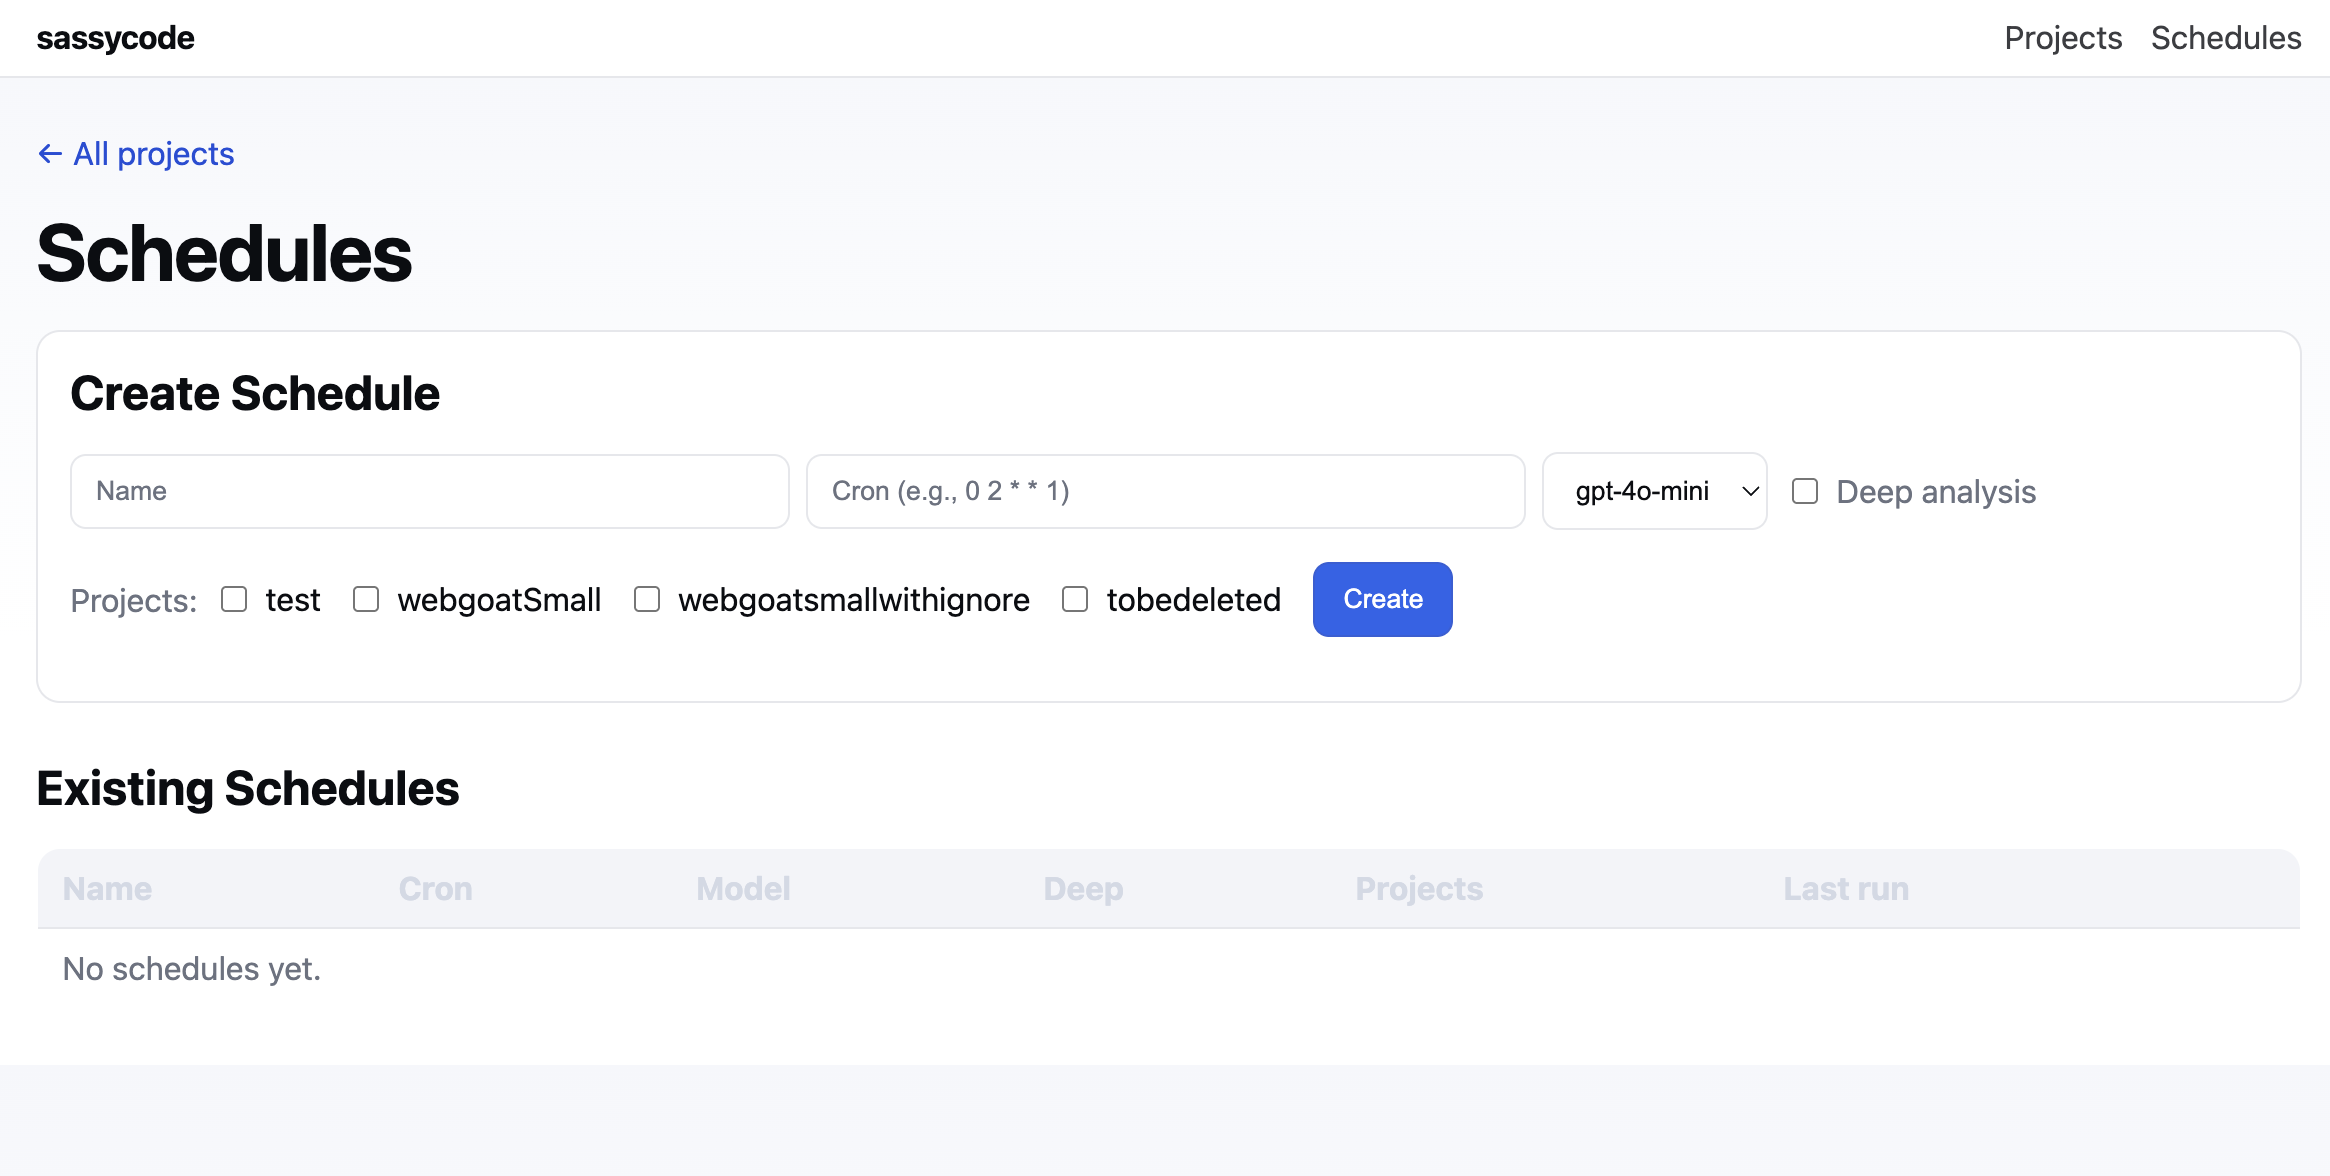 sassycode Projects Schedules
← All projects
Schedules
Create Schedule
Name Cron (e.g., 0 2 * * 1) gpt-4o-mini Deep analysis
Projects: test webgoatSmall webgoatsmallwithignore tobedeleted Create
Existing Schedules
Name Cron Model Deep Projects Last run
No schedules yet.